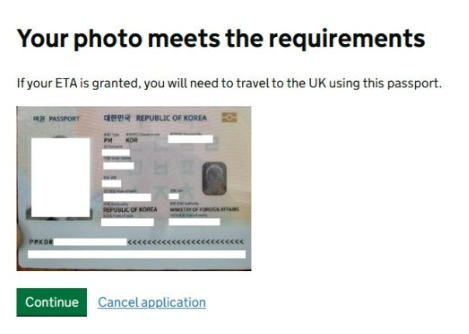 Your photo meets the requirements
If your ETA is granted, you will need to travel to the UK using this passport.
여권 PASSPORT
대한민국 REPUBLIC OF KOREA
PM KOR
REPUBLIC OF KOREA
MINISTRY OF FOREIGN AFFAIRS
PMKOR
<<<<<<<<<<<<<<<<<<<<<<<<
Continue Cancel application